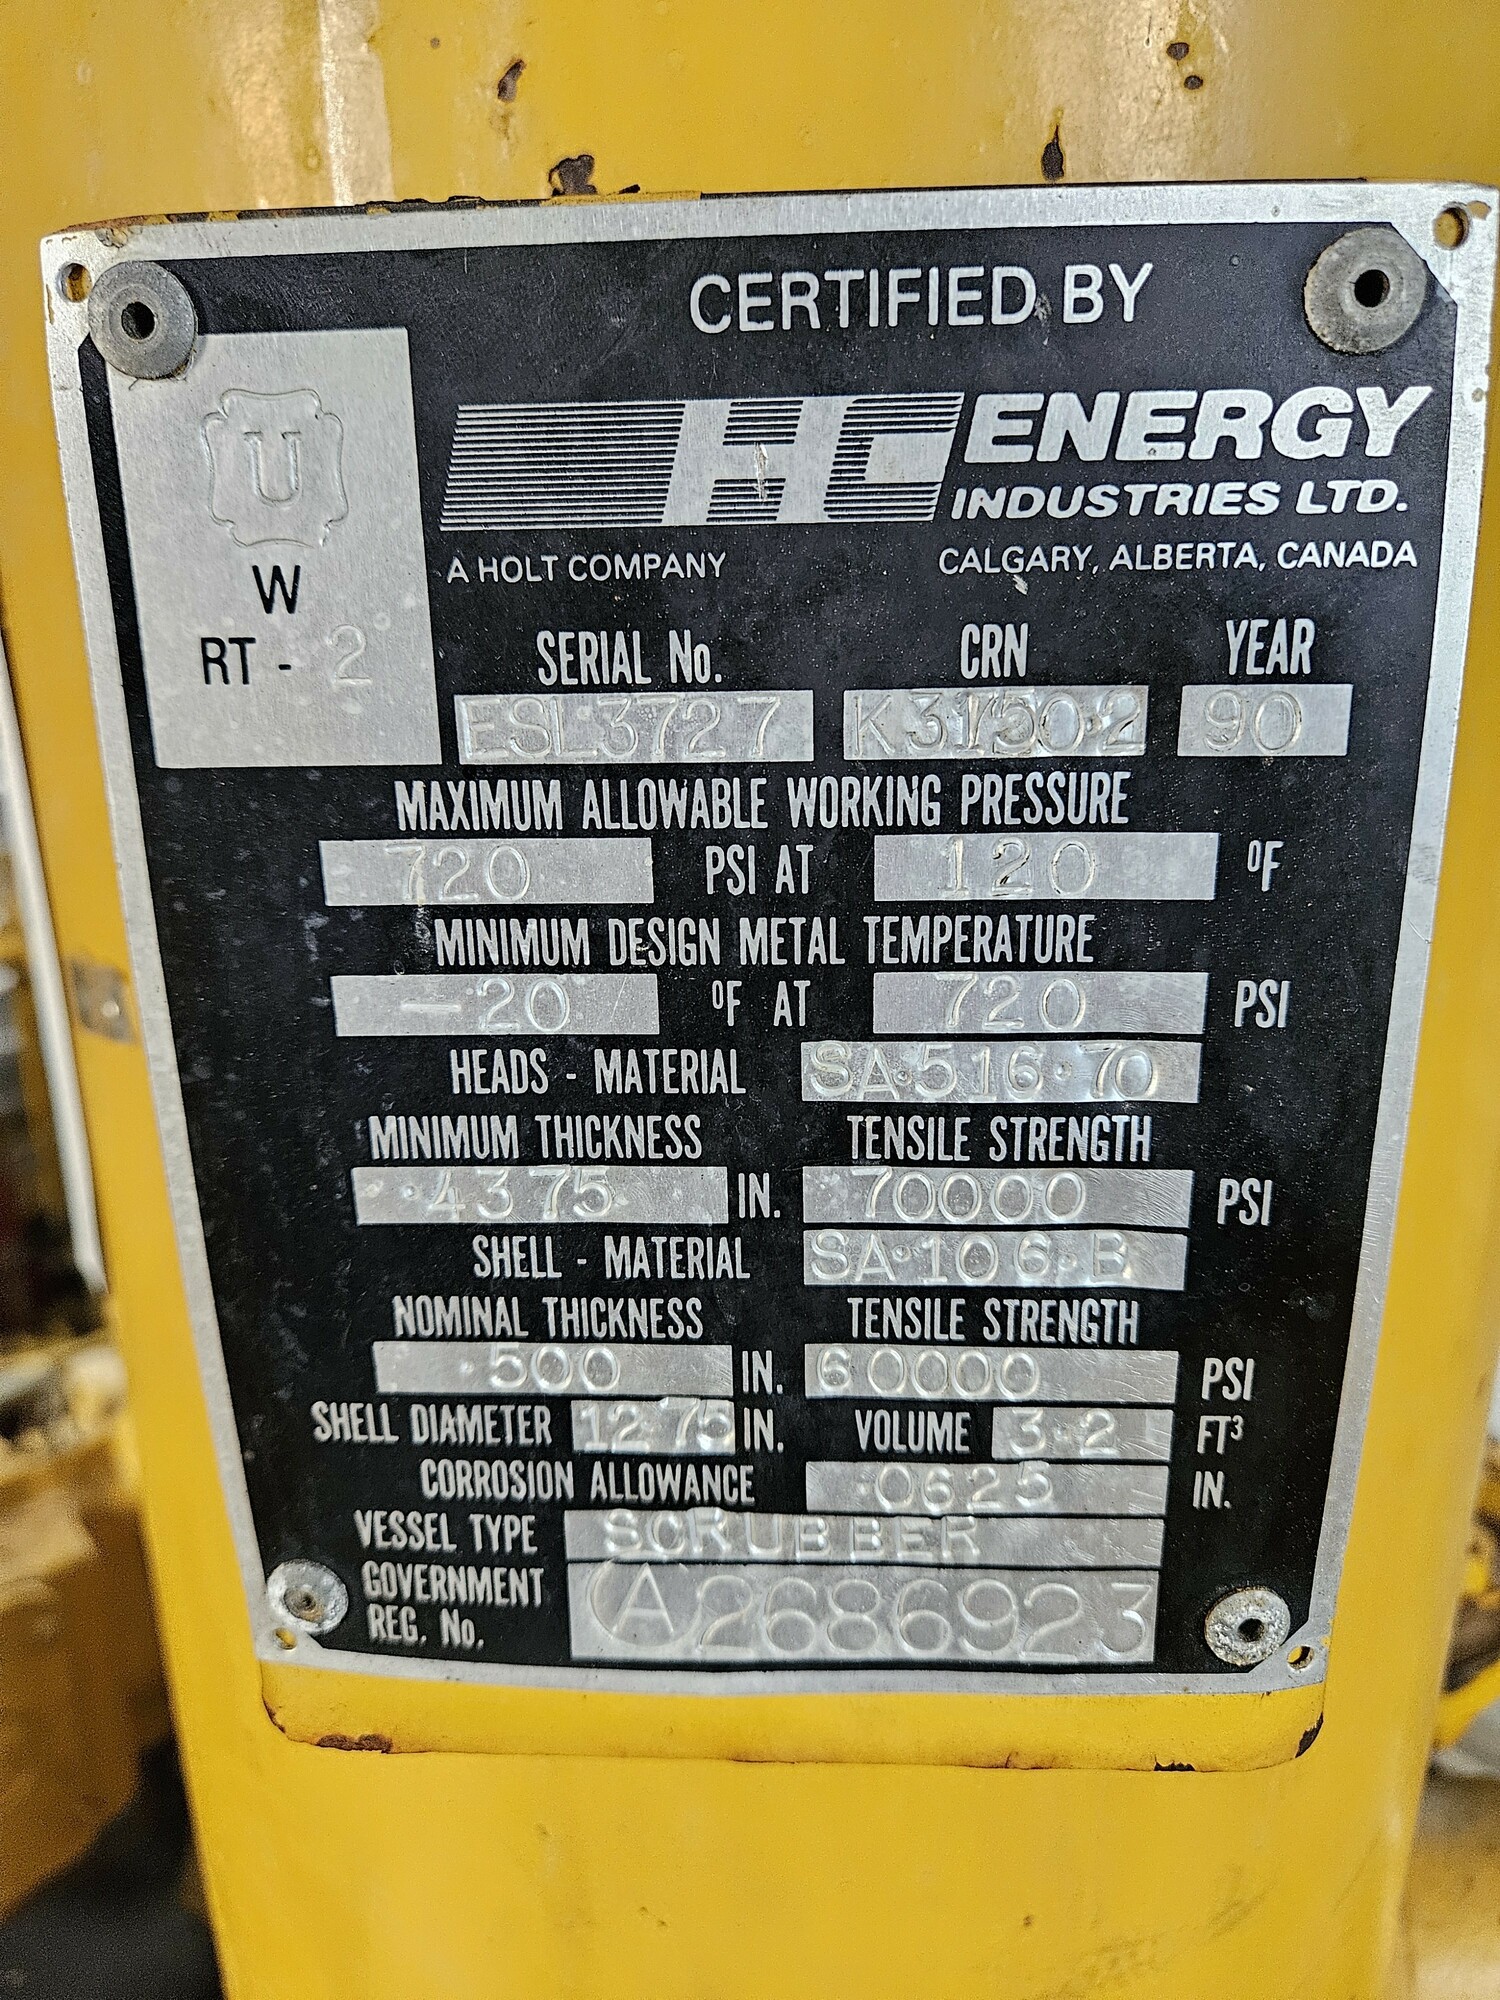 CERTIFIED BY
U
W
RT - 2
HC ENERGY
INDUSTRIES LTD.
A HOLT COMPANY CALGARY, ALBERTA, CANADA
SERIAL No. CRN YEAR
ESL3727 K3150·2 90
MAXIMUM ALLOWABLE WORKING PRESSURE
720 PSI AT 120 ºF
MINIMUM DESIGN METAL TEMPERATURE
-20 ºF AT 720 PSI
HEADS - MATERIAL SA·516·70
MINIMUM THICKNESS TENSILE STRENGTH
·4375 IN. 70000 PSI
SHELL - MATERIAL SA·106·B
NOMINAL THICKNESS TENSILE STRENGTH
·500 IN. 60000 PSI
SHELL DIAMETER 12·75 IN. VOLUME 3·2 FT³
CORROSION ALLOWANCE ·0625 IN.
VESSEL TYPE SCRUBBER
GOVERNMENT
REG. No. A 2686923